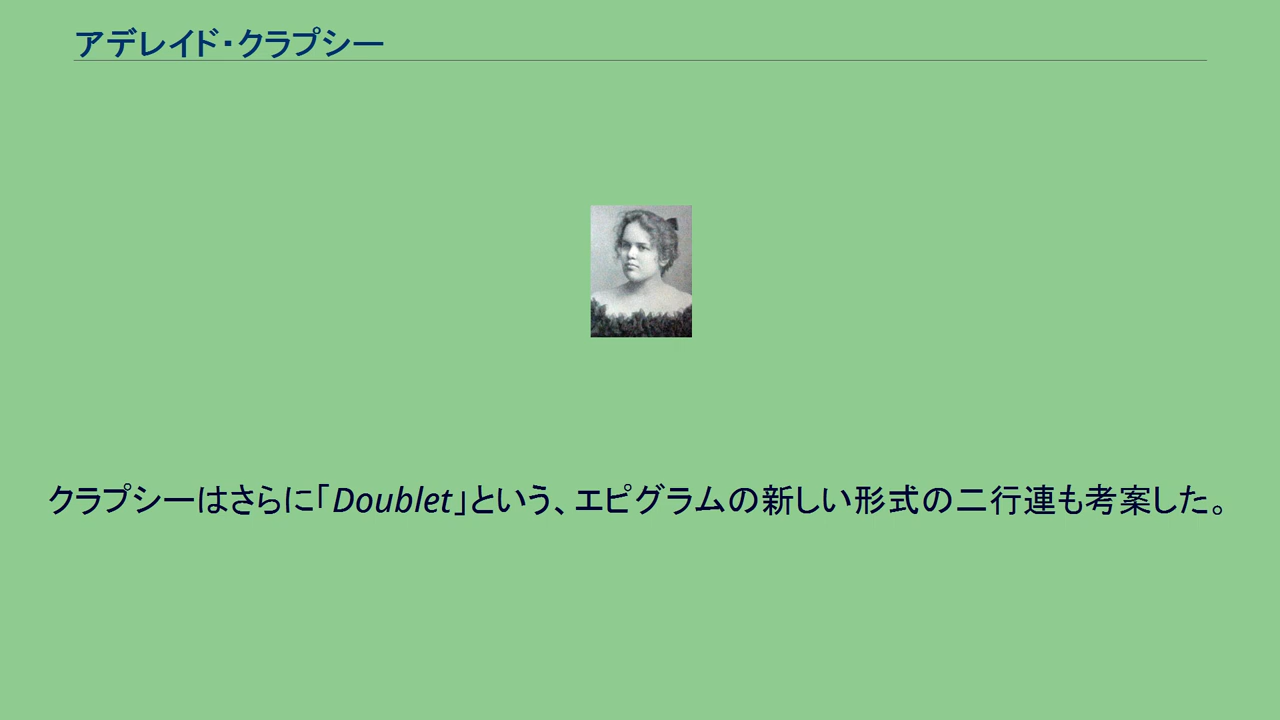 アデレイド・クラプシー
クラプシーはさらに「Doublet」という、エピグラムの新しい形式の二行連も考案した。